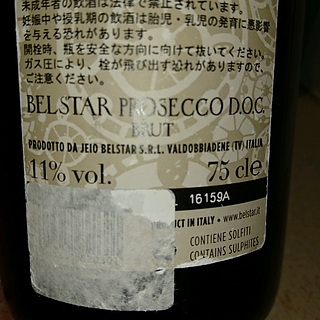 未成年者の飲酒は法律で禁止されています。
妊娠中や授乳期の飲酒は胎児・乳児の発育に悪影響
を与える恐れがあります。
開栓時、瓶を安全な方向に向けて抜いてください。
ガス圧により、栓が飛び出す恐れがありますので、
ご注意ください。
BELSTAR PROSECCO D.O.C.
BRUT
PRODOTTO DA JEIO BELSTAR S.R.L. VALDOBBIADENE (TV) ITALIA
11% vol. 75 cl e
L 16159A
IN ITALY • www.belstar.it
CONTIENE SOLFITI
CONTAINS SULPHITES